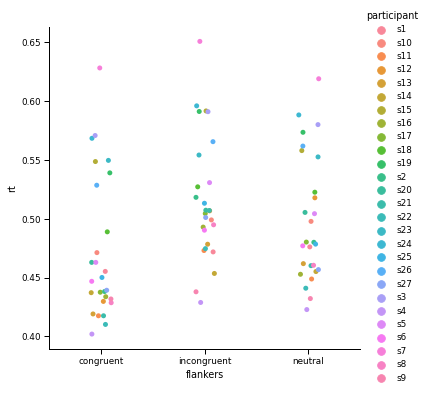 participant
0.65
0.60
0.55
0.50
0.45
0.40
rt
congruent
incongruent
neutral
flankers
s1
s10
s11
s12
s13
s14
s15
s16
s17
s18
s19
s2
s20
s21
s22
s23
s24
s25
s26
s27
s3
s4
s5
s6
s7
s8
s9